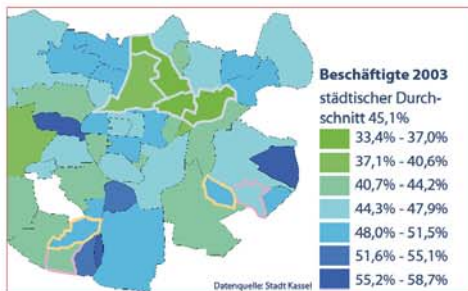 Beschäftigte 2003
städtischer Durch-
schnitt 45,1%
33,4% - 37,0%
37,1% - 40,6%
40,7% - 44,2%
44,3% - 47,9%
48,0% - 51,5%
51,6% - 55,1%
55,2% - 58,7%
Datenquelle: Stadt Kassel